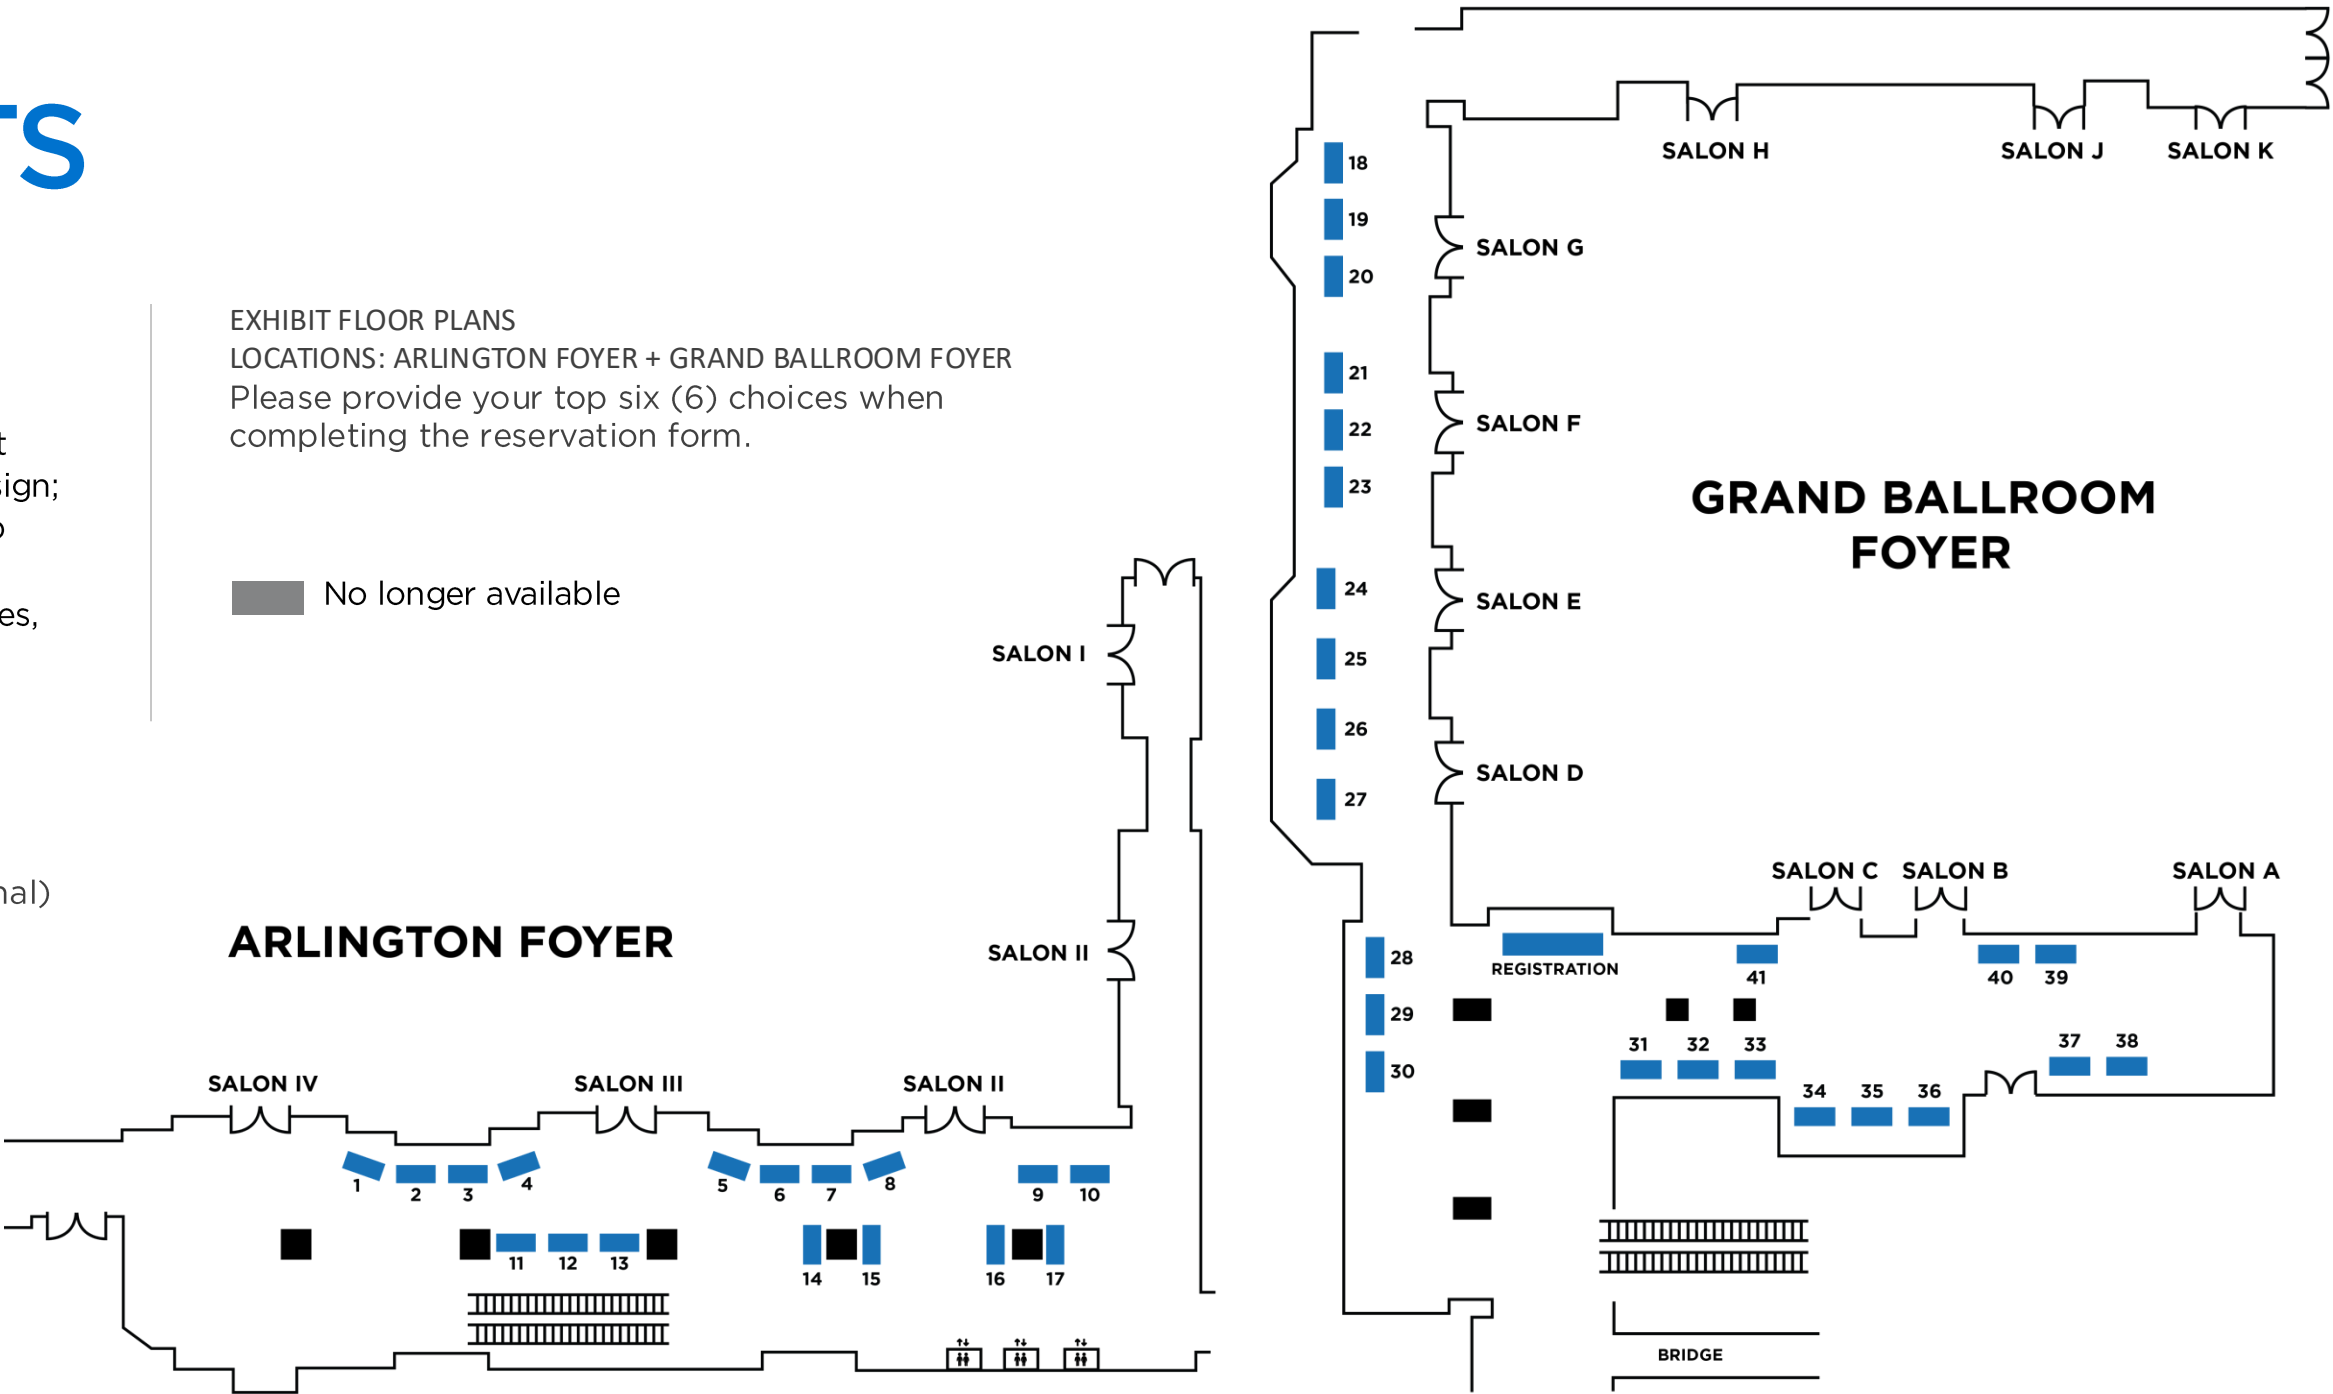 TS
t
sign;
es,
nal)
EXHIBIT FLOOR PLANS
LOCATIONS: ARLINGTON FOYER + GRAND BALLROOM FOYER
Please provide your top six (6) choices when
completing the reservation form.
No longer available
ARLINGTON FOYER
SALON I
SALON II
SALON IV
SALON III
SALON II
1
2
3
4
5
6
7
8
9
10
11
12
13
14
15
16
17
GRAND BALLROOM
FOYER
SALON H
SALON J
SALON K
18
19
20
SALON G
21
22
23
SALON F
24
25
26
27
SALON E
SALON D
SALON C
SALON B
SALON A
28
29
30
REGISTRATION
41
40
39
31
32
33
37
38
34
35
36
BRIDGE